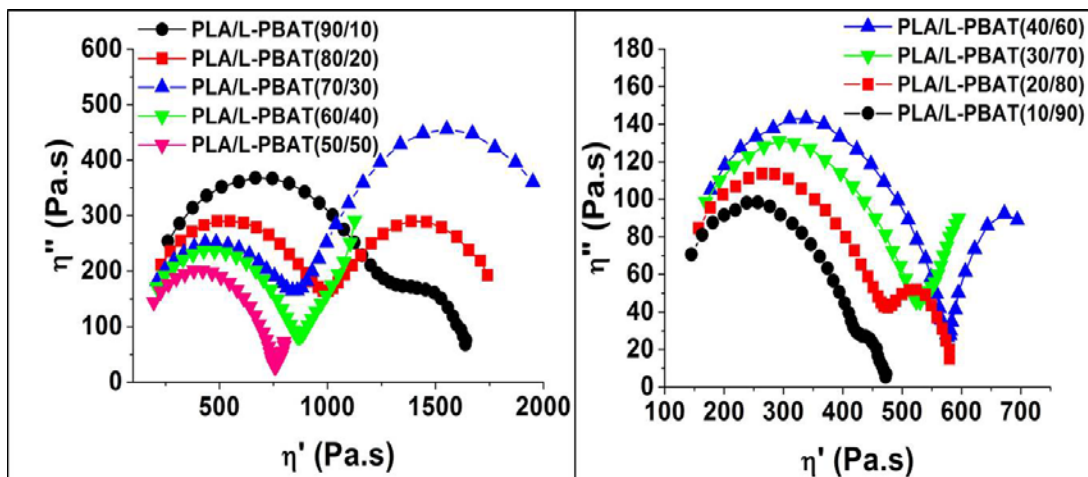 PLA/L-PBAT(90/10)
PLA/L-PBAT(80/20)
PLA/L-PBAT(70/30)
PLA/L-PBAT(60/40)
PLA/L-PBAT(50/50)
600
500
400
300
200
100
0
η'' (Pa.s)
500 1000 1500 2000
η' (Pa.s)
PLA/L-PBAT(40/60)
PLA/L-PBAT(30/70)
PLA/L-PBAT(20/80)
PLA/L-PBAT(10/90)
180
160
140
120
100
80
60
40
20
0
η'' (Pa.s)
100 200 300 400 500 600 700
η' (Pa.s)